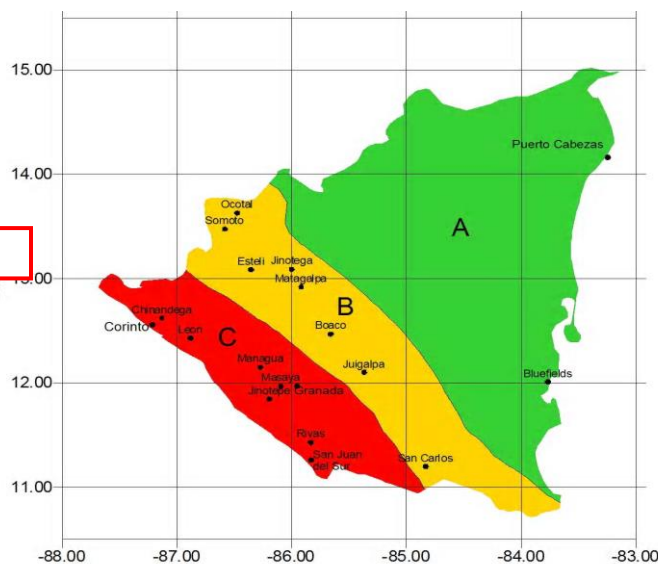 15.00
Puerto Cabezas
14.00
Ocotal
Somoto
A
Esteli Jinotega
13.00
Matagalpa
B
Chinandega
Corinto
Leon
C
Boaco
Managua
Juigalpa
12.00
Masaya
Bluefields
Jinotepe Granada
Rivas
San Juan
del Sur
San Carlos
11.00
-88.00 -87.00 -86.00 -85.00 -84.00 -83.00